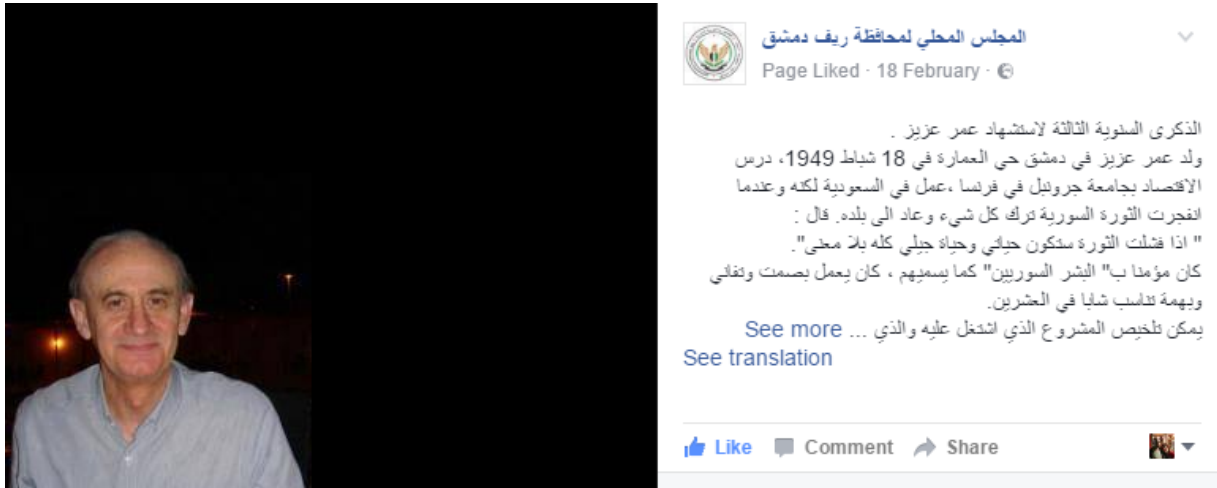 المجلس المحلي لمحافظة ريف دمشق
Page Liked · 18 February ·
الذكرى السنوية الثالثة لاستشهاد عمر عزيز .
ولد عمر عزيز في دمشق حي العمارة في 18 شباط 1949، درس
الاقتصاد بجامعة جرونبل في فرنسا ،عمل في السعودية لكنه وعندما
انفجرت الثورة السورية ترك كل شيء وعاد الى بلده. قال :
" اذا فشلت الثورة ستكون حياتي وحياة جيلي كله بلا معنى".
كان مؤمنا ب" البشر السوريين" كما يسميهم ، كان يعمل بصمت وتفاني
وبهمة تناسب شابا في العشرين.
يمكن تلخيص المشروع الذي اشتغل عليه والذي ... See more
See translation
Like Comment Share